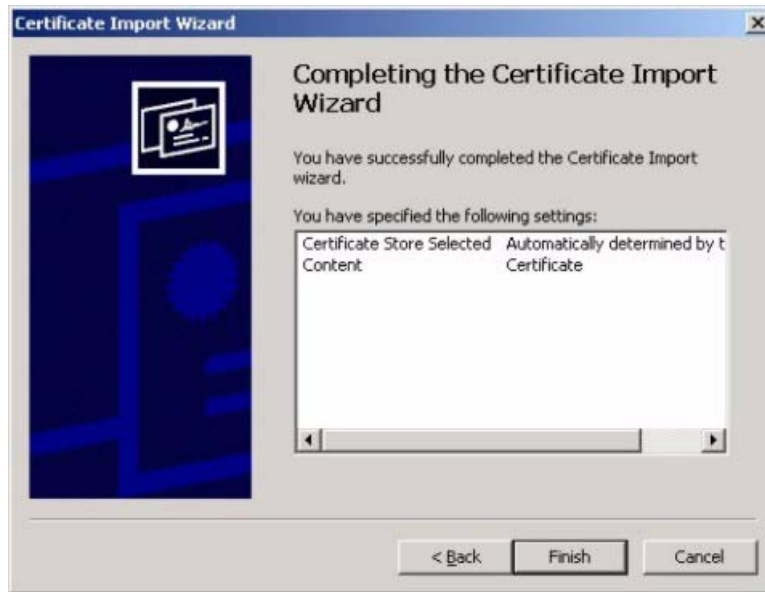 Certificate Import Wizard
Completing the Certificate Import
Wizard
You have successfully completed the Certificate Import
wizard.
You have specified the following settings:
Certificate Store Selected Automatically determined by t
Content Certificate
< Back Finish Cancel